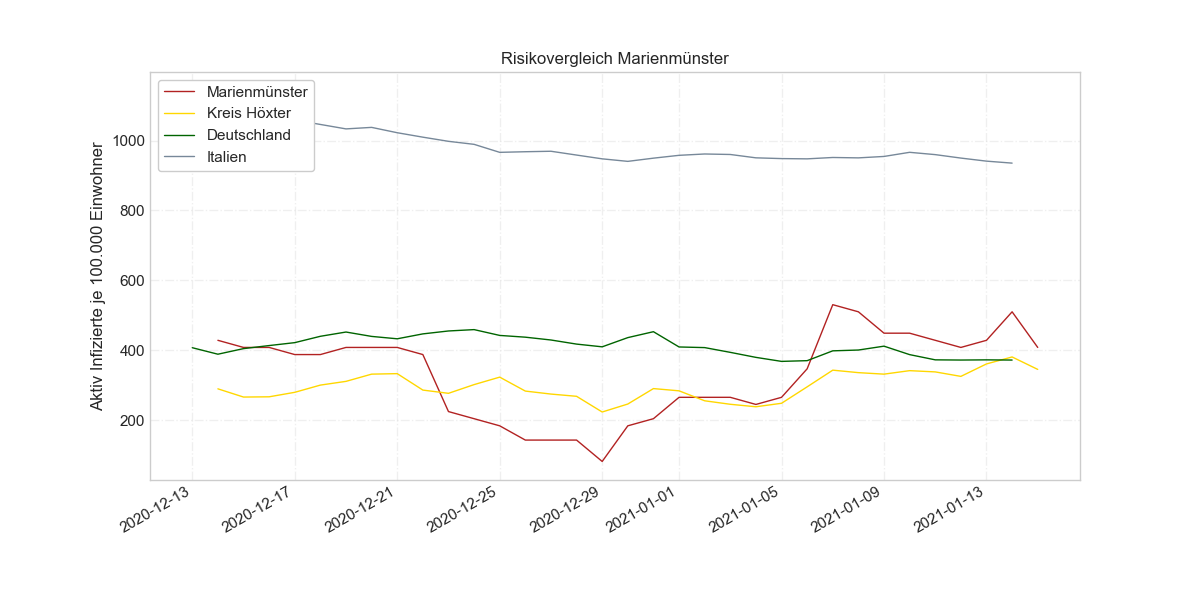 Risikovergleich Marienmünster
Marienmünster
Kreis Höxter
Deutschland
Italien
Aktiv Infizierte je 100.000 Einwohner
1000
800
600
400
200
2020-12-13
2020-12-17
2020-12-21
2020-12-25
2020-12-29
2021-01-01
2021-01-05
2021-01-09
2021-01-13